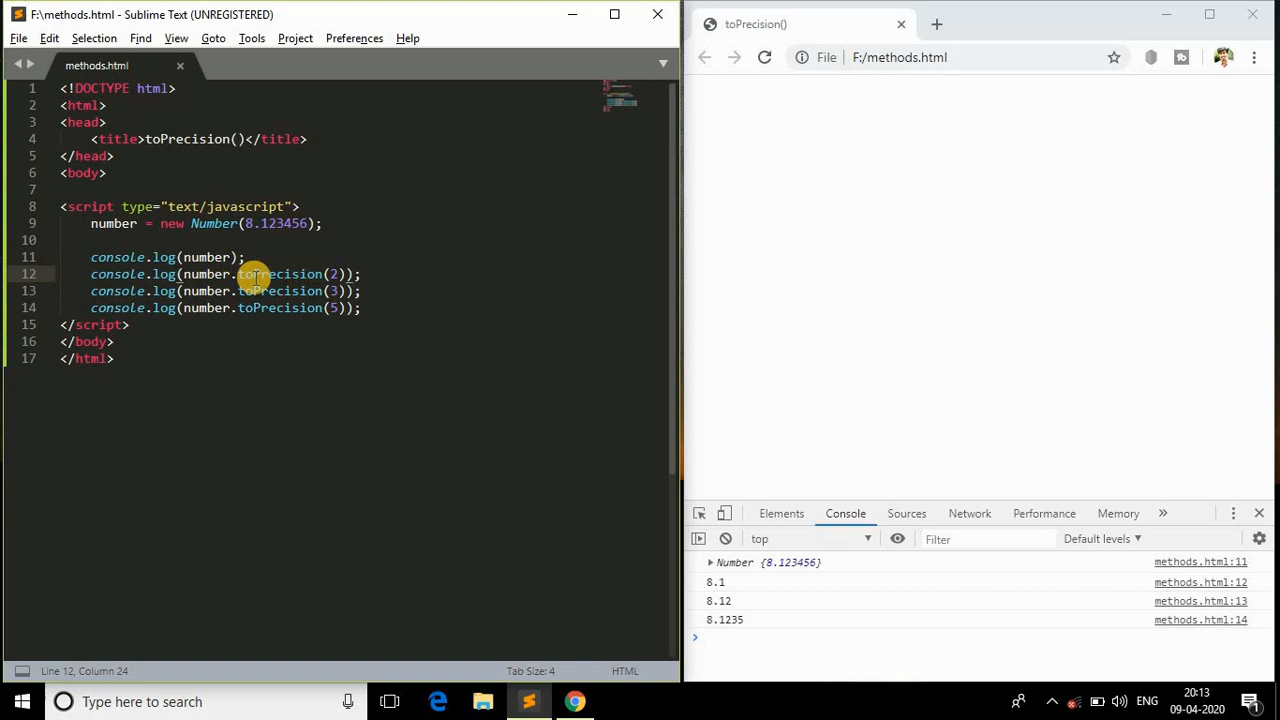 F:\methods.html - Sublime Text (UNREGISTERED)
File Edit Selection Find View Goto Tools Project Preferences Help
methods.html
1 <!DOCTYPE html>
2 <html>
3 <head>
4 <title>toPrecision()</title>
5 </head>
6 <body>
7
8 <script type="text/javascript">
9 number = new Number(8.123456);
10
11 console.log(number);
12 console.log(number.toPrecision(2));
13 console.log(number.toPrecision(3));
14 console.log(number.toPrecision(5));
15 </script>
16 </body>
17 </html>
Line 12, Column 24 Tab Size: 4 HTML
toPrecision()
File F:/methods.html
Elements Console Sources Network Performance Memory »
top Filter Default levels
Number {8.123456} methods.html:11
8.1 methods.html:12
8.12 methods.html:13
8.1235 methods.html:14
Type here to search
ENG
20:13
09-04-2020
1